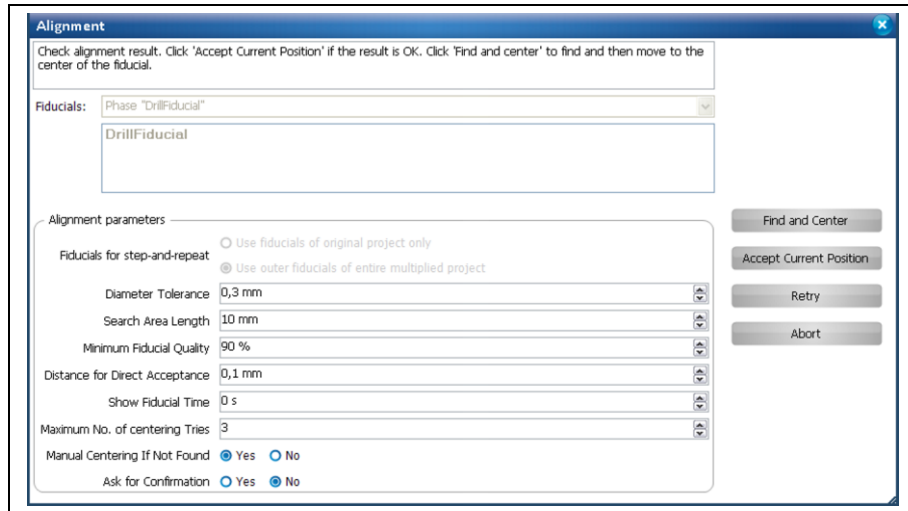 Alignment
Check alignment result. Click 'Accept Current Position' if the result is OK. Click 'Find and center' to find and then move to the
center of the fiducial.
Fiducials: Phase "DrillFiducial"
DrillFiducial
Alignment parameters
Fiducials for step-and-repeat
Use fiducials of original project only
Use outer fiducials of entire multiplied project
Diameter Tolerance 0,3 mm
Search Area Length 10 mm
Minimum Fiducial Quality 90 %
Distance for Direct Acceptance 0,1 mm
Show Fiducial Time 0 s
Maximum No. of centering Tries 3
Manual Centering If Not Found Yes No
Ask for Confirmation Yes No
Find and Center
Accept Current Position
Retry
Abort